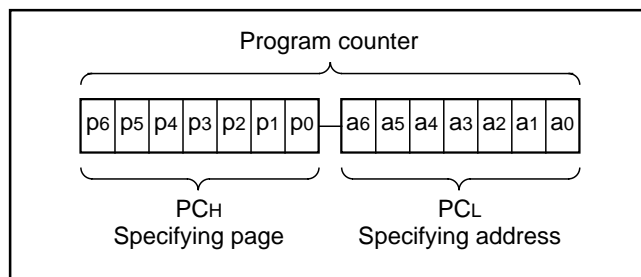 Program counter
p6 p5 p4 p3 p2 p1 p0 a6 a5 a4 a3 a2 a1 a0
PCH PCL
Specifying page Specifying address